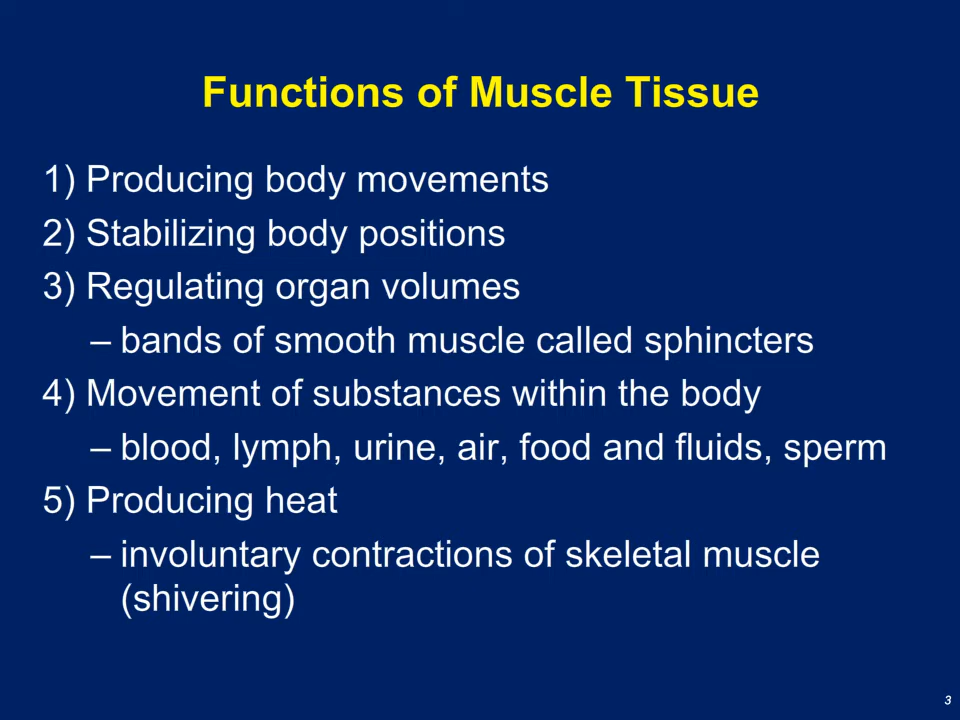 Functions of Muscle Tissue
1) Producing body movements
2) Stabilizing body positions
3) Regulating organ volumes
– bands of smooth muscle called sphincters
4) Movement of substances within the body
– blood, lymph, urine, air, food and fluids, sperm
5) Producing heat
– involuntary contractions of skeletal muscle
(shivering)
3